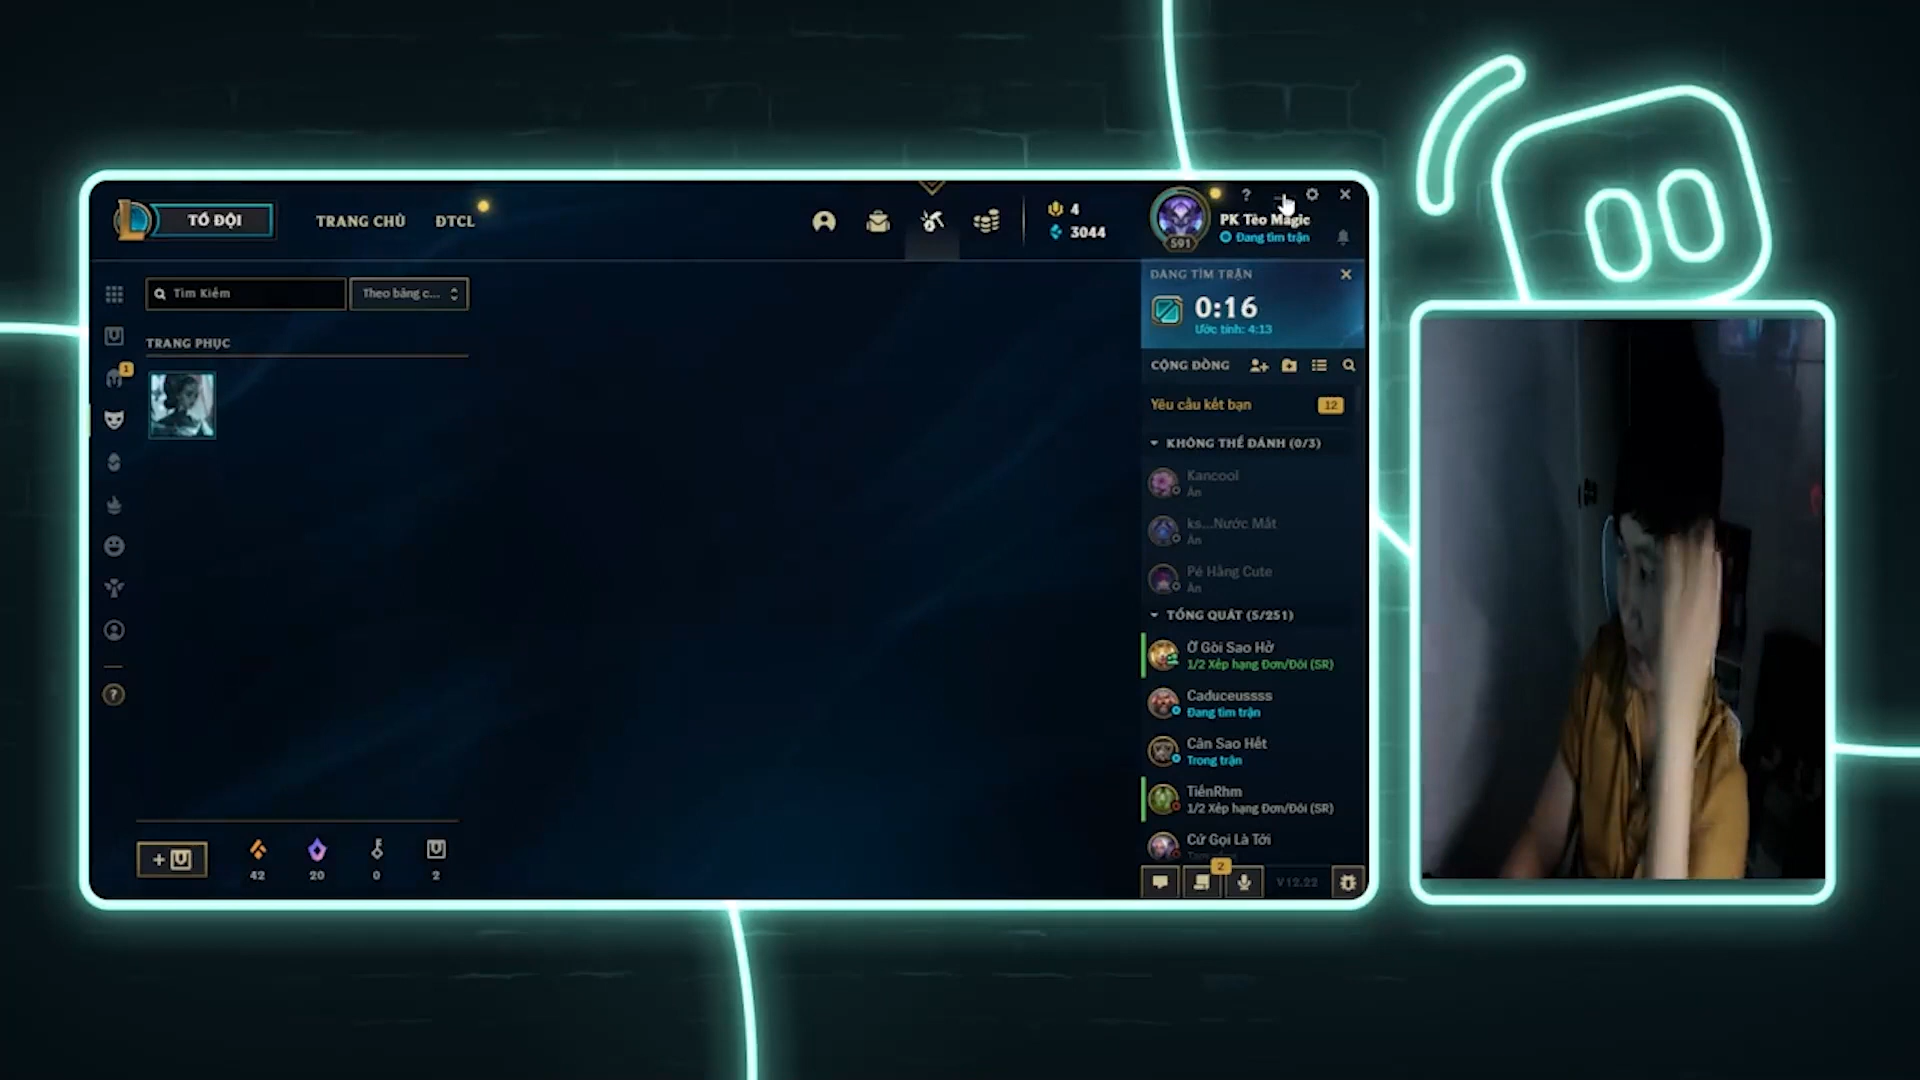 TỔ ĐỘI
TRANG CHỦ
ĐTCL
4
3044
591
?
PK Tèo Magic
Đang tìm trận
Tìm Kiếm
Theo bảng c...
TRANG PHỤC
1
ĐANG TÌM TRẬN
0:16
Ước tính: 4:13
CỘNG ĐỒNG
Yêu cầu kết bạn
12
KHÔNG THỂ ĐÁNH (0/3)
Kancool
Ẩn
ks...Nước Mắt
Ẩn
Pé Hằng Cute
Ẩn
TỔNG QUÁT (5/251)
Ờ Gòi Sao Hở
1/2 Xếp hạng Đơn/Đôi (SR)
Caduceussss
Đang tìm trận
Cân Sao Hết
Trong trận
TiếnRhm
1/2 Xếp hạng Đơn/Đôi (SR)
Cứ Gọi Là Tới
?
42
20
0
2
2
V12.22